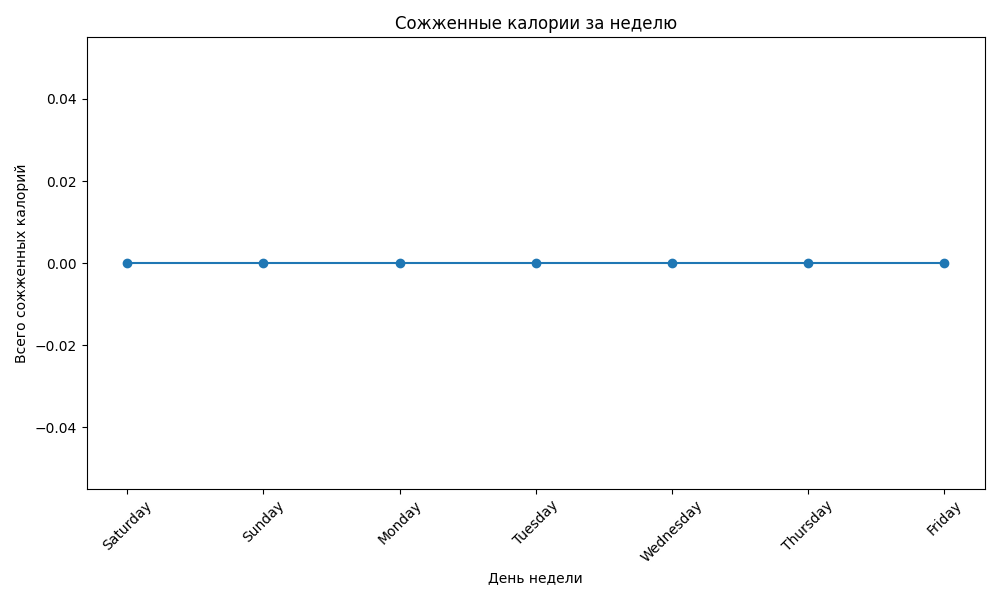 Сожженные калории за неделю
Всего сожженных калорий
0.04
0.02
0.00
−0.02
−0.04
Saturday
Sunday
Monday
Tuesday
Wednesday
Thursday
Friday
День недели